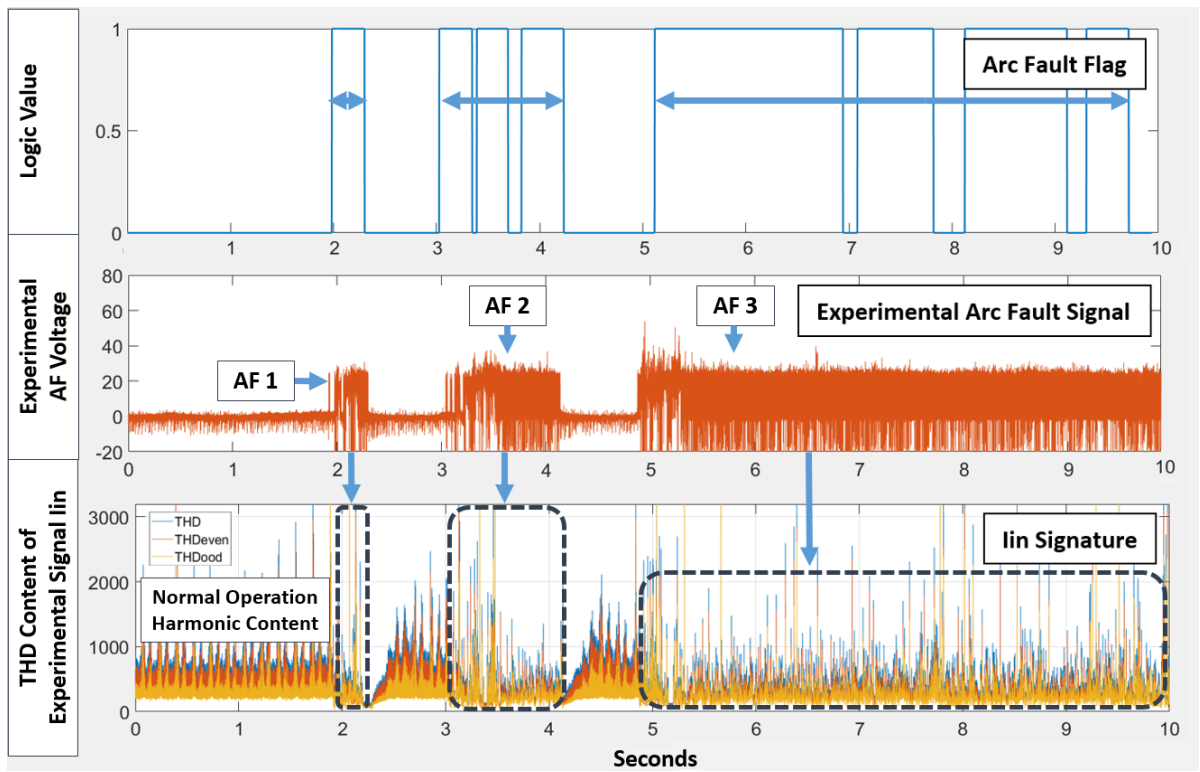 Logic Value
1
0.5
0
1
2
3
4
5
6
7
8
9
10
Arc Fault Flag
Experimental
AF Voltage
80
60
40
20
0
-20
0
1
2
3
4
5
6
7
8
9
10
AF 1
AF 2
AF 3
Experimental Arc Fault Signal
THD Content of
Experimental Signal Iin
3000
2000
1000
0
THD
THDeven
THDood
Normal Operation
Harmonic Content
Iin Signature
0
1
2
3
4
5
6
7
8
9
10
Seconds